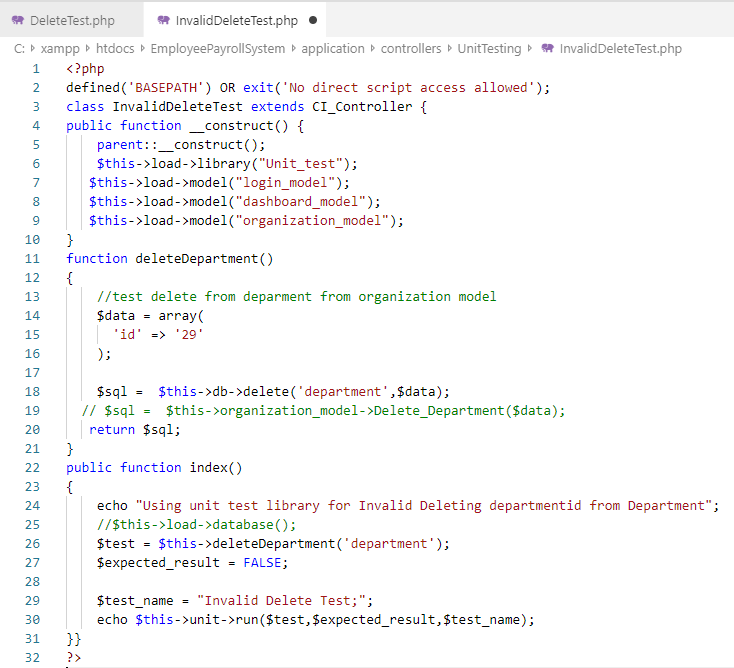 DeleteTest.php InvalidDeleteTest.php
C: xampp htdocs EmployeePayrollSystem application controllers UnitTesting InvalidDeleteTest.php
1 <?php
2 defined('BASEPATH') OR exit('No direct script access allowed');
3 class InvalidDeleteTest extends CI_Controller {
4 public function __construct() {
5 parent::__construct();
6 $this->load->library("Unit_test");
7 $this->load->model("login_model");
8 $this->load->model("dashboard_model");
9 $this->load->model("organization_model");
10 }
11 function deleteDepartment()
12 {
13 //test delete from deparment from organization model
14 $data = array(
15 'id' => '29'
16 );
17
18 $sql =  $this->db->delete('department',$data);
19 // $sql =  $this->organization_model->Delete_Department($data);
20 return $sql;
21 }
22 public function index()
23 {
24 echo "Using unit test library for Invalid Deleting departmentid from Department";
25 //$this->load->database();
26 $test = $this->deleteDepartment('department');
27 $expected_result = FALSE;
28
29 $test_name = "Invalid Delete Test;";
30 echo $this->unit->run($test,$expected_result,$test_name);
31 }}
32 ?>